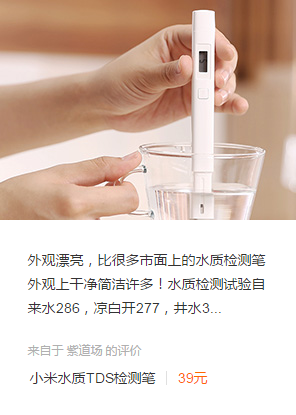 外观漂亮，比很多市面上的水质检测笔
外观上干净简洁许多！水质检测试验自
来水286，凉白开277，井水3...
来自于 紫道场 的评价
小米水质TDS检测笔 | 39元